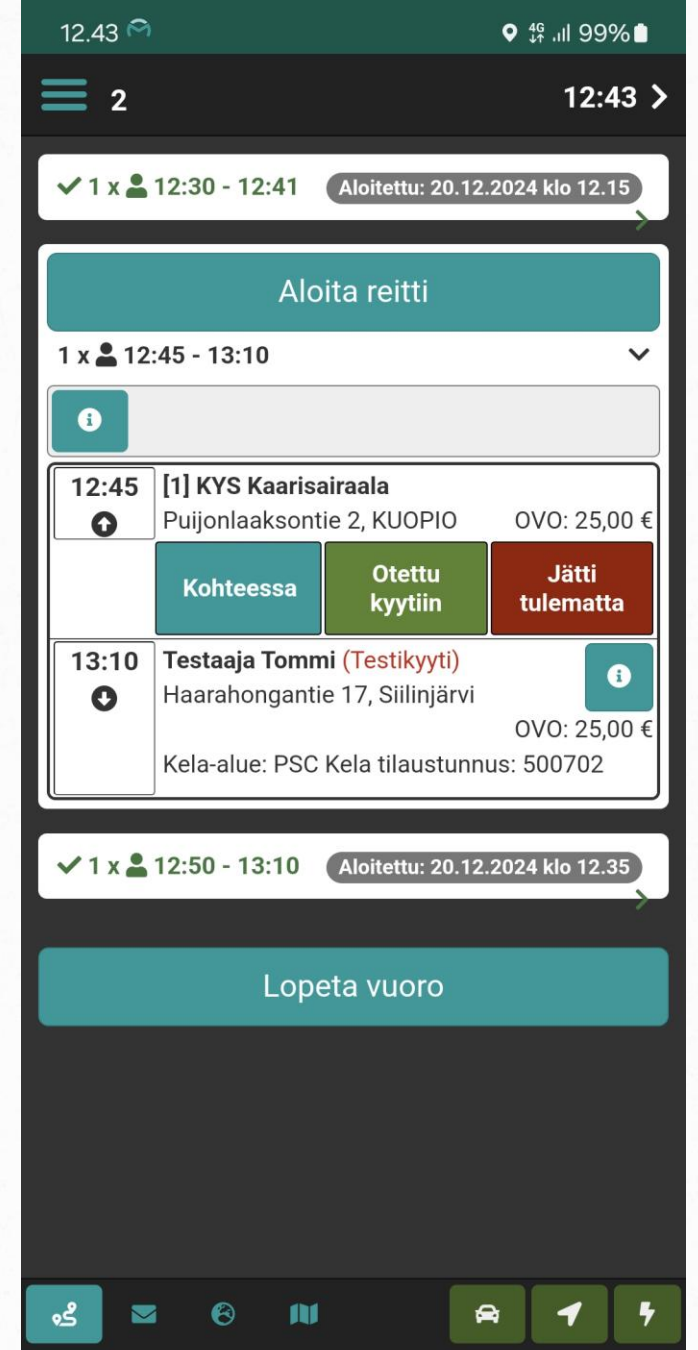 12.43 4G 99%
2 12:43
1 x 12:30 - 12:41 Aloitettu: 20.12.2024 klo 12.15
Aloita reitti
1 x 12:45 - 13:10
12:45 [1] KYS Kaarisairaala
Puijonlaaksontie 2, KUOPIO OVO: 25,00 €
Kohteessa Otettu kyytiin Jätti tulematta
13:10 Testaaja Tommi (Testikyyti)
Haarahongantie 17, Siilinjärvi
OVO: 25,00 €
Kela-alue: PSC Kela tilaustunnus: 500702
1 x 12:50 - 13:10 Aloitettu: 20.12.2024 klo 12.35
Lopeta vuoro